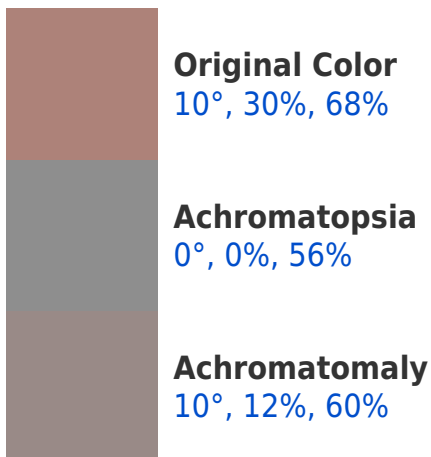 Original Color
10°, 30%, 68%
Achromatopsia
0°, 0%, 56%
Achromatomaly
10°, 12%, 60%